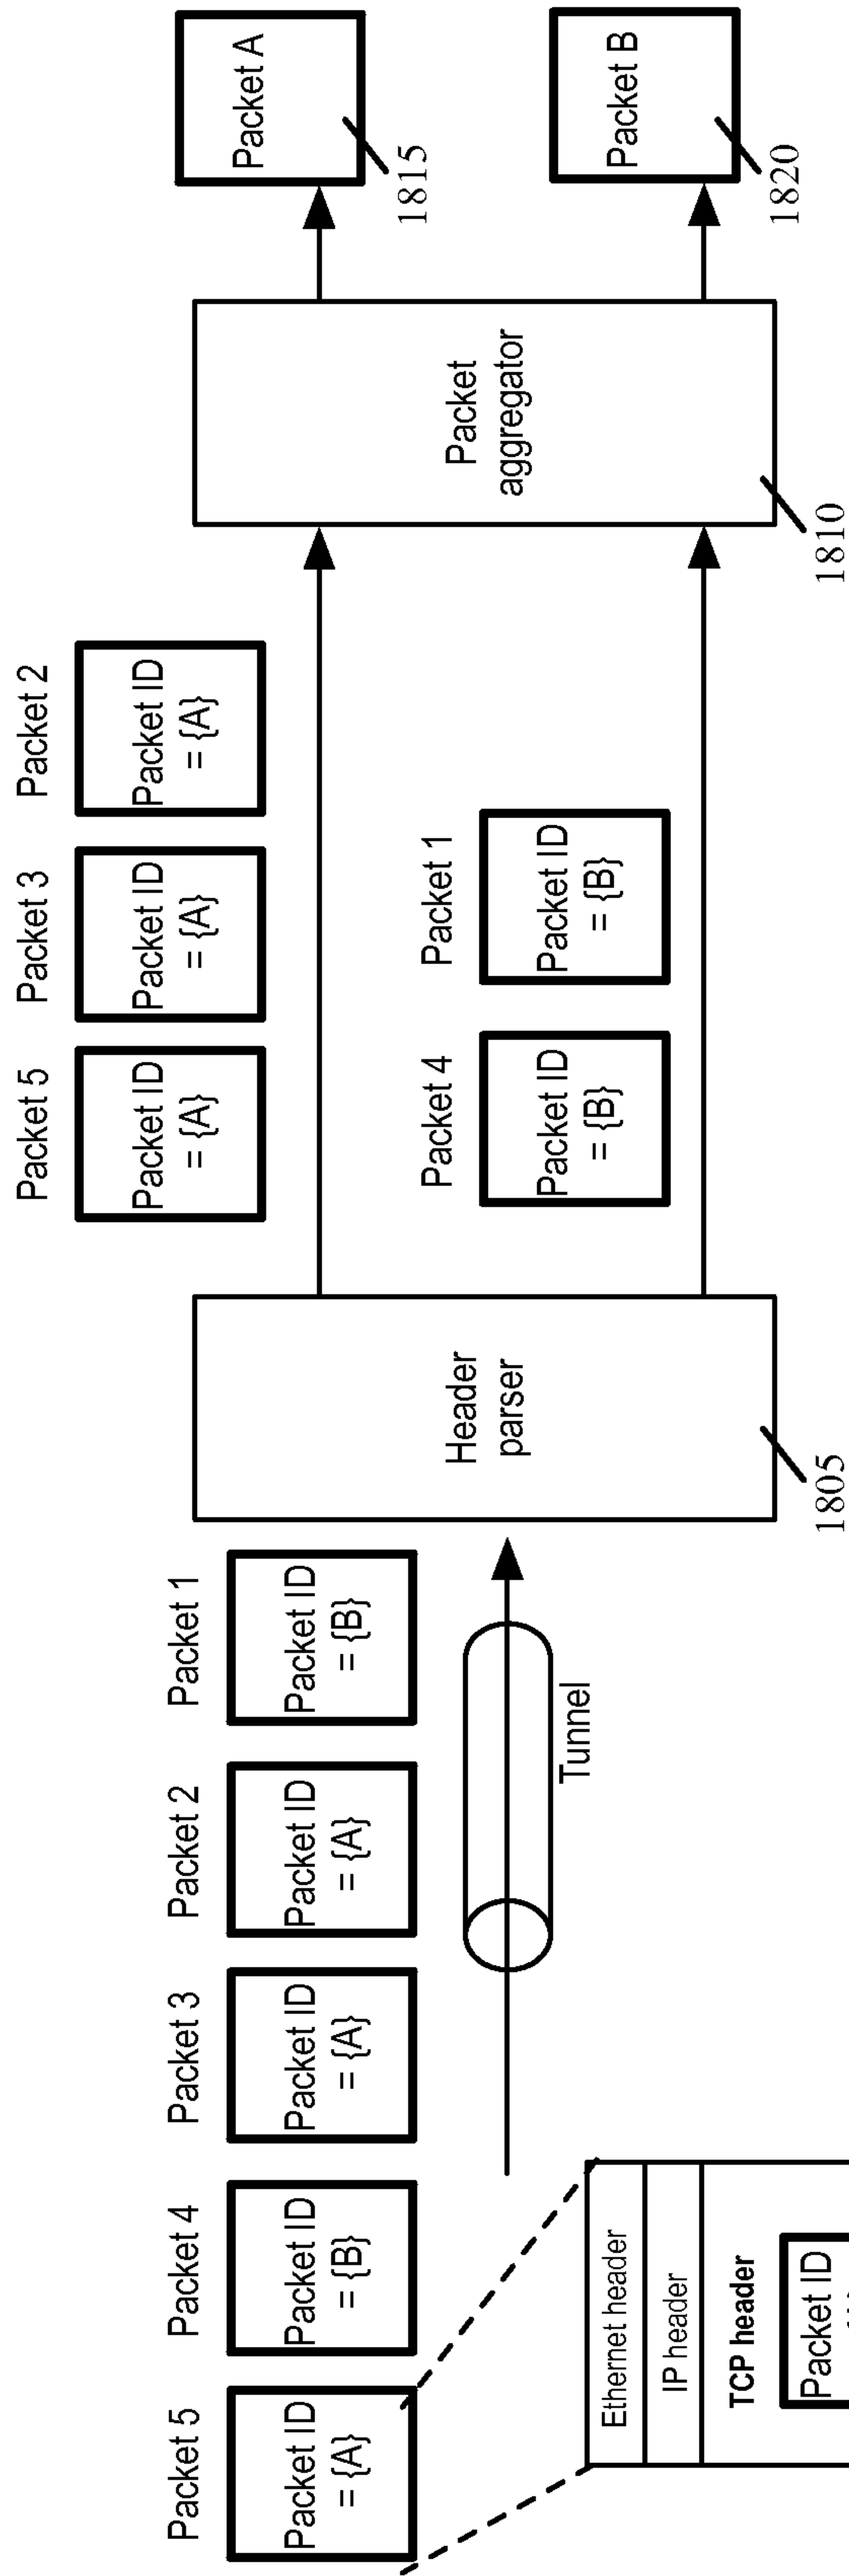 Packet 5
Packet ID
= {A}
Packet 4
Packet ID
= {B}
Packet 3
Packet ID
= {A}
Packet 2
Packet ID
= {A}
Packet 1
Packet ID
= {B}
Tunnel
Ethernet header
IP header
TCP header
Packet ID
Header
parser
1805
Packet 5
Packet ID
= {A}
Packet 3
Packet ID
= {A}
Packet 2
Packet ID
= {A}
Packet 4
Packet ID
= {B}
Packet 1
Packet ID
= {B}
Packet
aggregator
1810
Packet A
1815
Packet B
1820